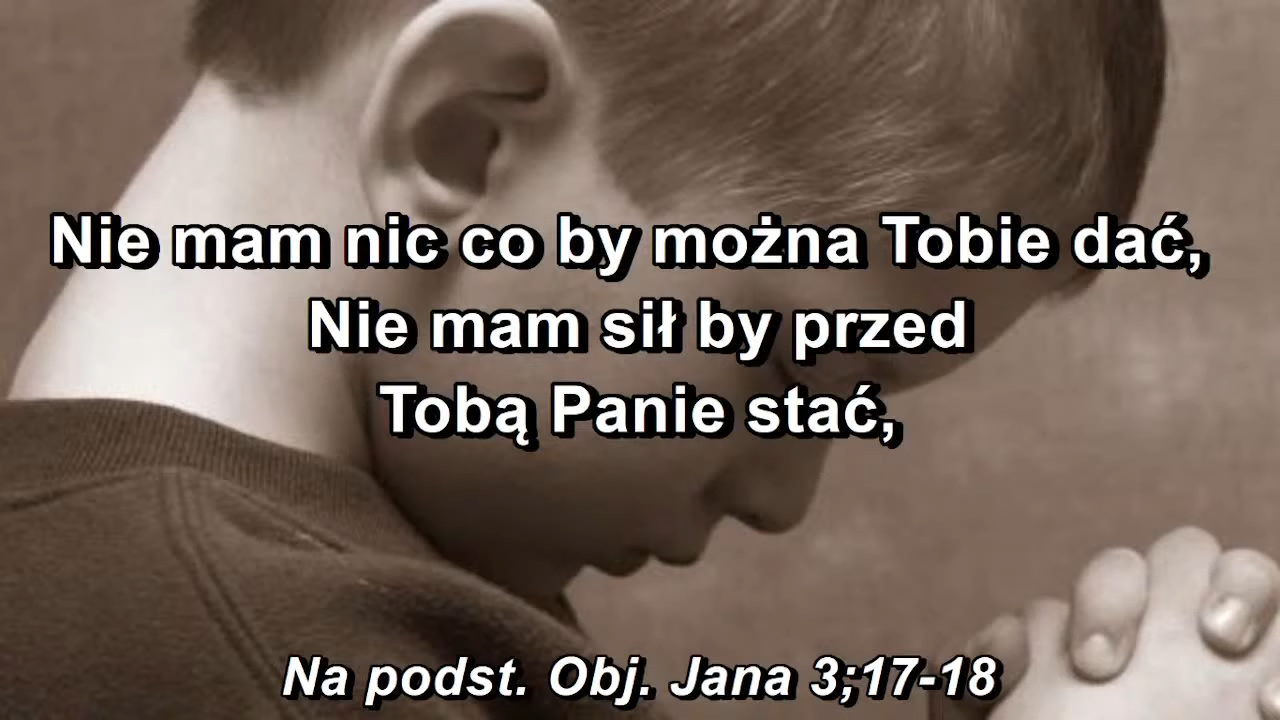 Nie mam nic co by można Tobie dać,
Nie mam sił by przed
Tobą Panie stać,
Na podst. Obj. Jana 3;17-18